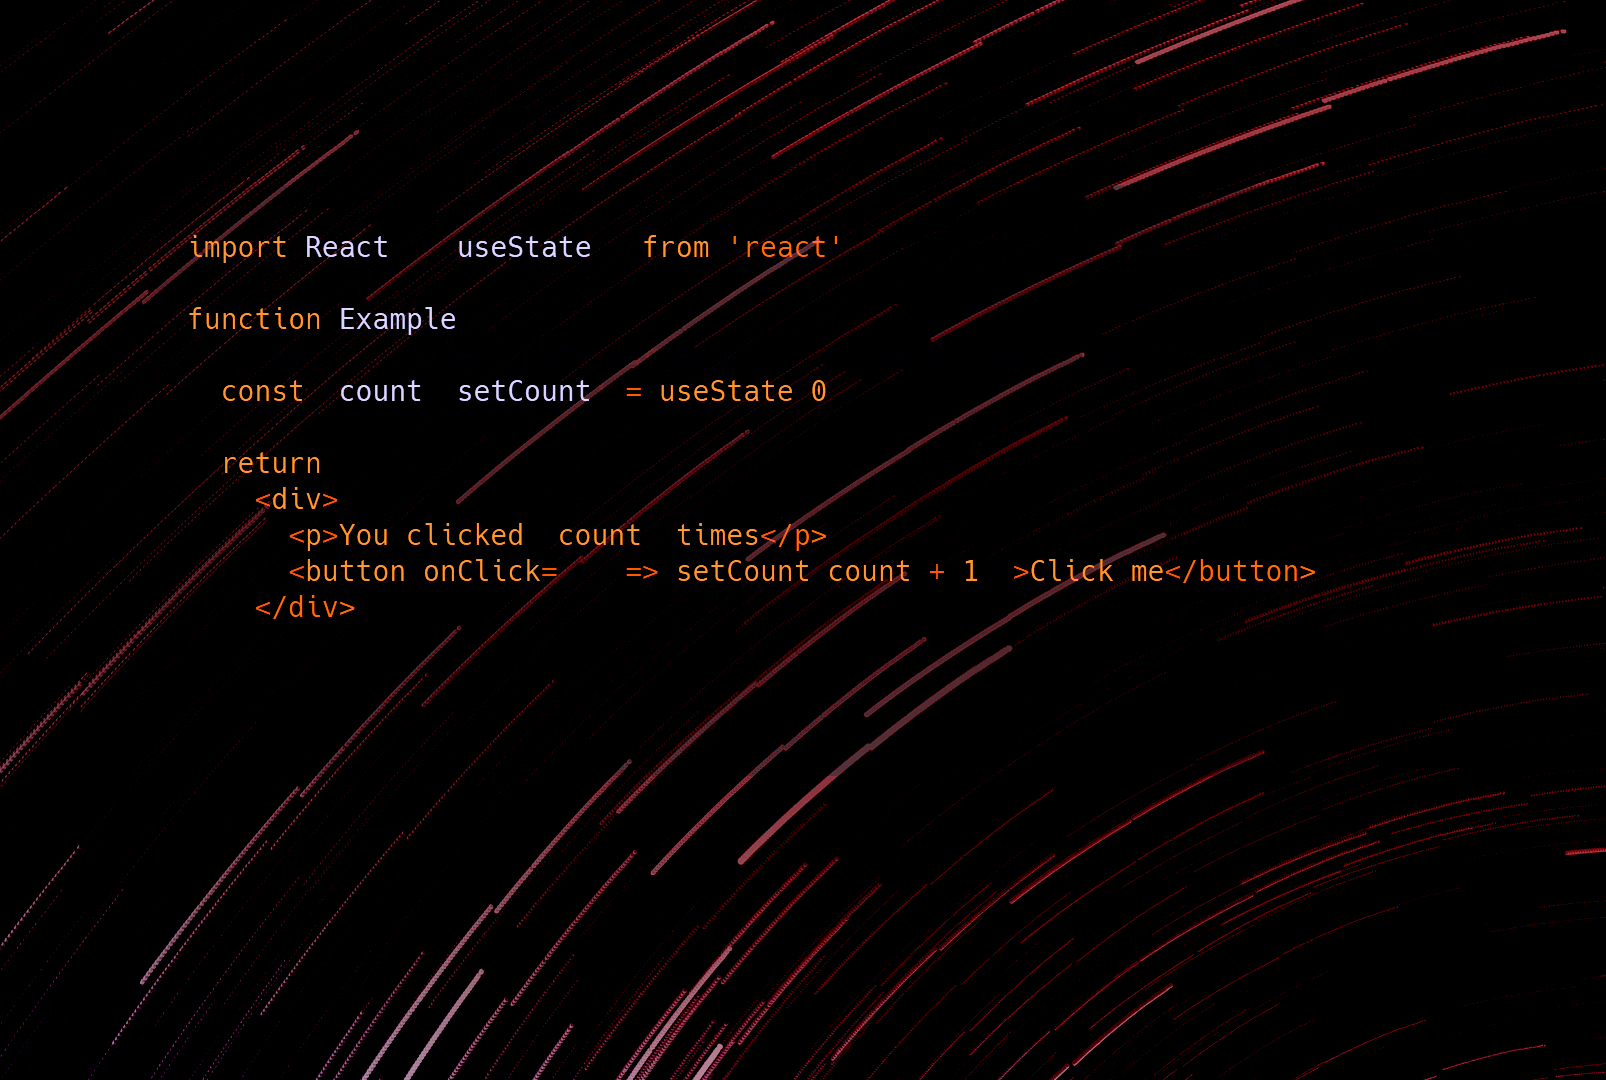 import React    useState   from 'react'
function Example
const  count  setCount  = useState 0
return
<div>
<p>You clicked  count  times</p>
<button onClick=    => setCount count + 1  >Click me</button>
</div>